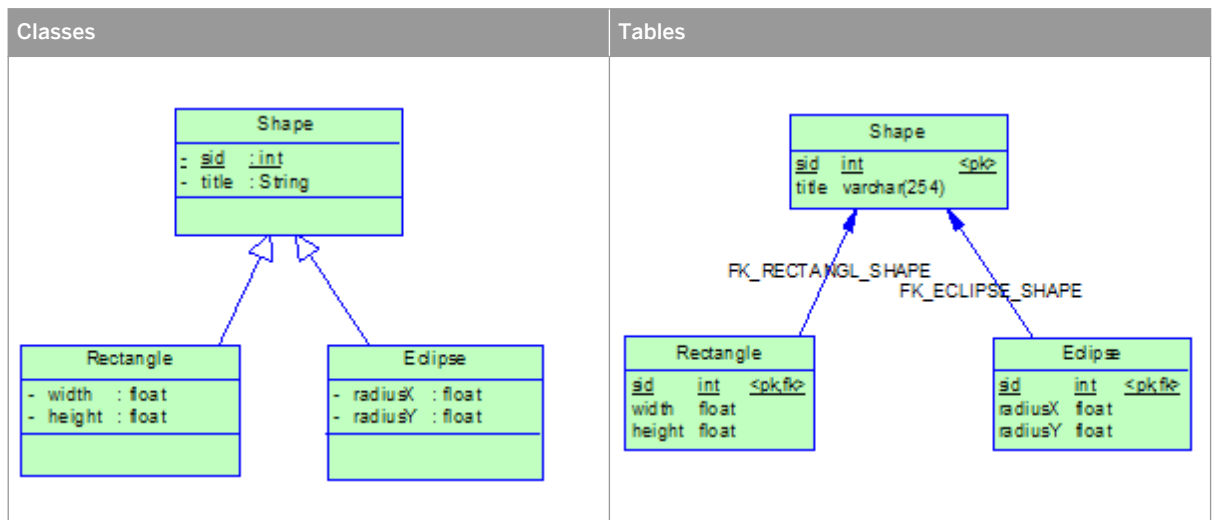 Classes
Tables
Shape
- sid : int
- title : String
Rectangle
- width : float
- height : float
Eclipse
- radiusX : float
- radiusY : float
Shape
sid int <pk>
title varchar(254)
FK_RECTANGL_SHAPE
FK_ECLIPSE_SHAPE
Rectangle
sid int <pk,fk>
width float
height float
Eclipse
sid int <pk,fk>
radiusX float
radiusY float